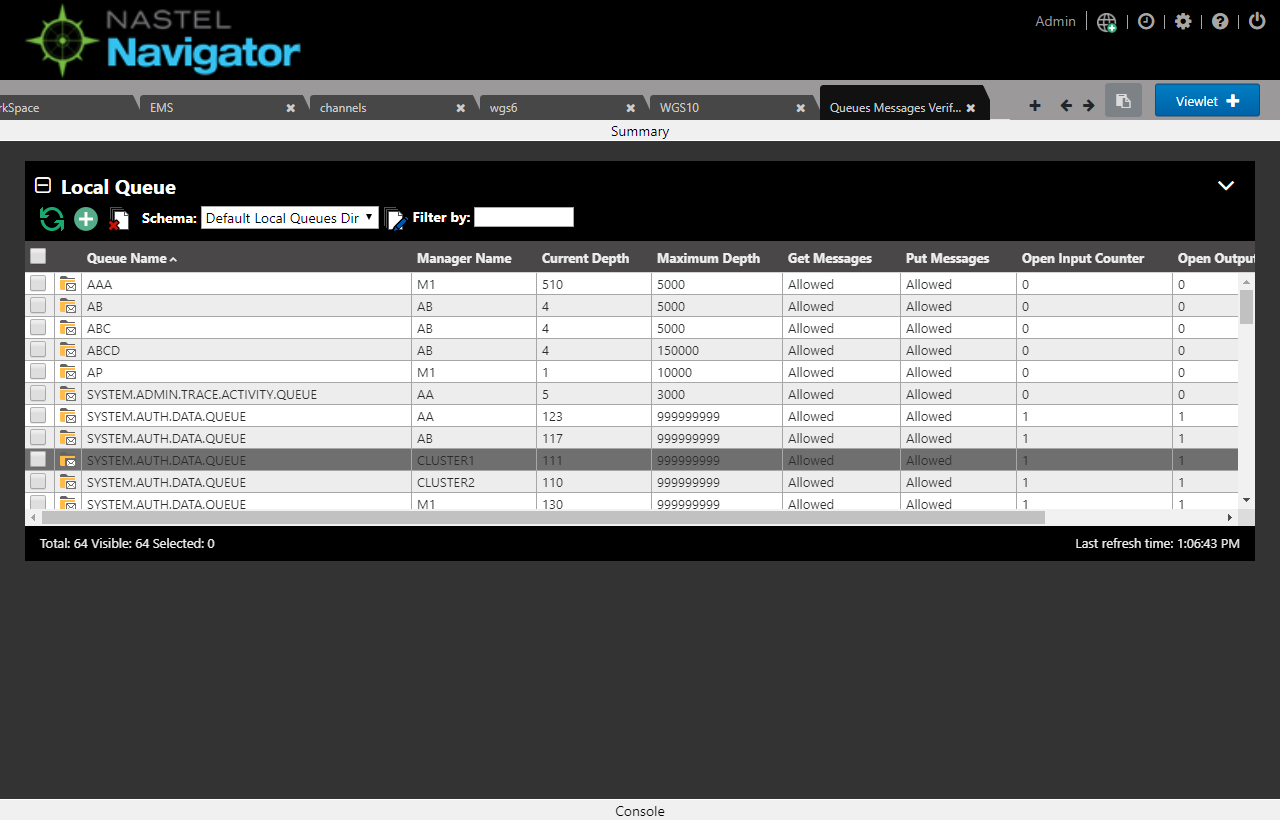 NASTEL
Navigator
Admin
rkSpace EMS channels wgs6 WGS10 Queues Messages Verif... Viewlet
Summary
Local Queue
Schema: Default Local Queues Dir Filter by:
Queue Name Manager Name Current Depth Maximum Depth Get Messages Put Messages Open Input Counter Open Output
AAA M1 510 5000 Allowed Allowed 0 0
AB AB 4 5000 Allowed Allowed 0 0
ABC AB 4 5000 Allowed Allowed 0 0
ABCD AB 4 150000 Allowed Allowed 0 0
AP M1 1 10000 Allowed Allowed 0 0
SYSTEM.ADMIN.TRACE.ACTIVITY.QUEUE AA 5 3000 Allowed Allowed 0 0
SYSTEM.AUTH.DATA.QUEUE AA 123 999999999 Allowed Allowed 1 1
SYSTEM.AUTH.DATA.QUEUE AB 117 999999999 Allowed Allowed 1 1
SYSTEM.AUTH.DATA.QUEUE CLUSTER1 111 999999999 Allowed Allowed 1 1
SYSTEM.AUTH.DATA.QUEUE CLUSTER2 110 999999999 Allowed Allowed 1 1
SYSTEM.AUTH.DATA.QUEUE M1 130 999999999 Allowed Allowed 1 1
Total: 64 Visible: 64 Selected: 0 Last refresh time: 1:06:43 PM
Console